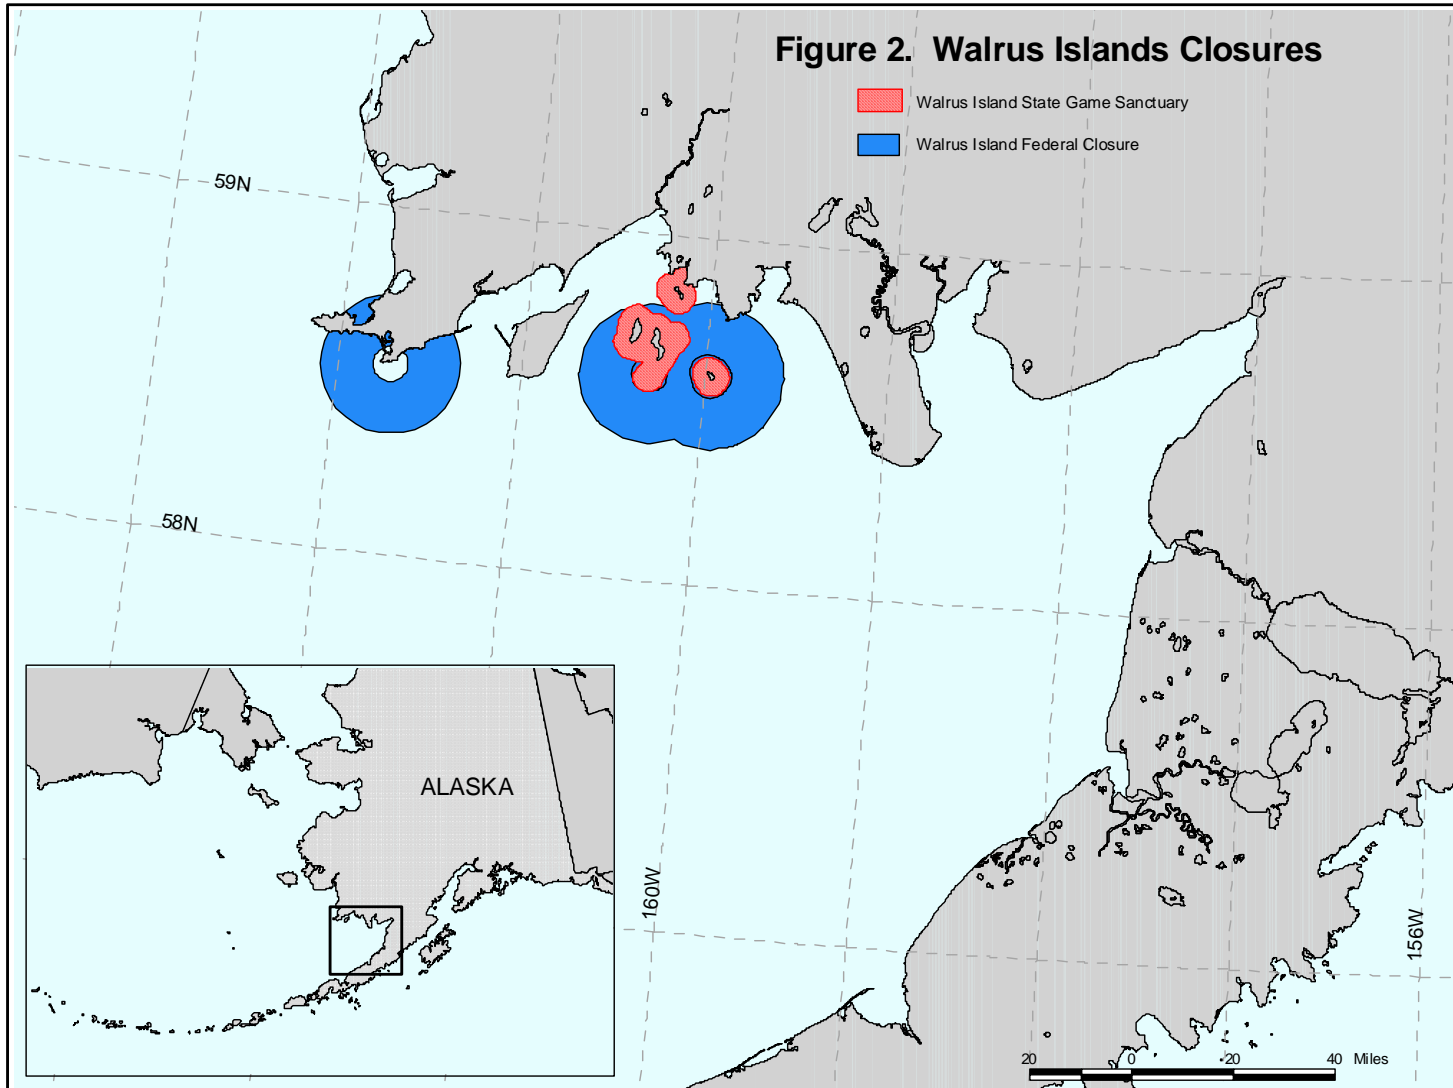 Figure 2. Walrus Islands Closures
Walrus Island State Game Sanctuary
Walrus Island Federal Closure
59N
58N
ALASKA
160W
156W
20 0 20 40 Miles